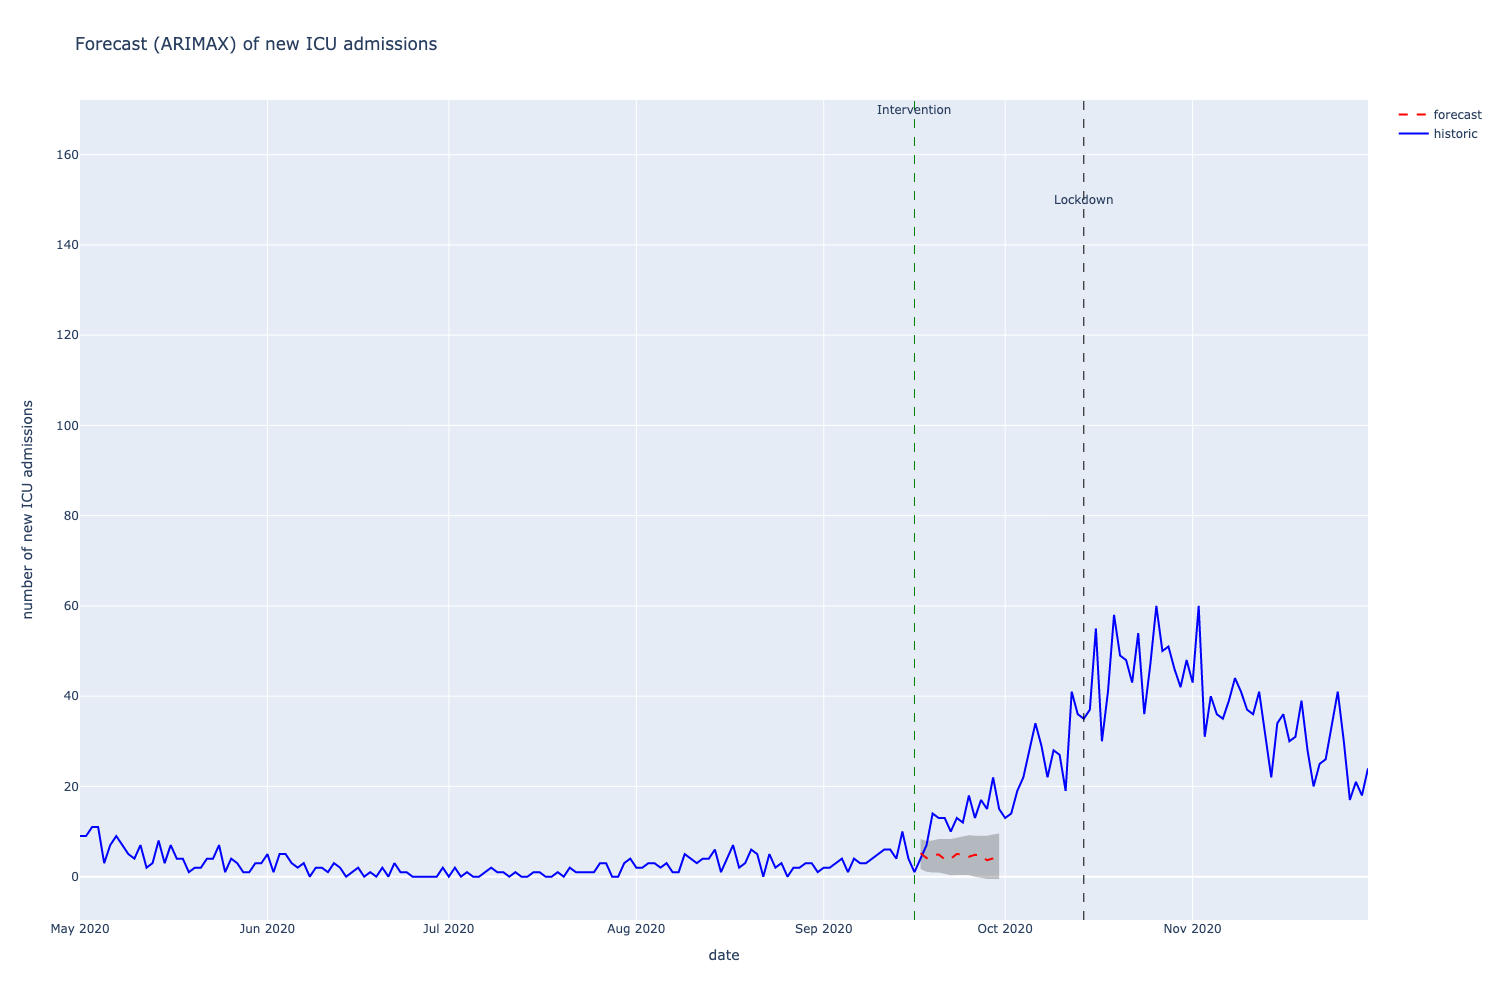 Forecast (ARIMAX) of new ICU admissions
Intervention
Lockdown
forecast
historic
160
140
120
100
80
60
40
20
0
number of new ICU admissions
May 2020
Jun 2020
Jul 2020
Aug 2020
Sep 2020
Oct 2020
Nov 2020
date